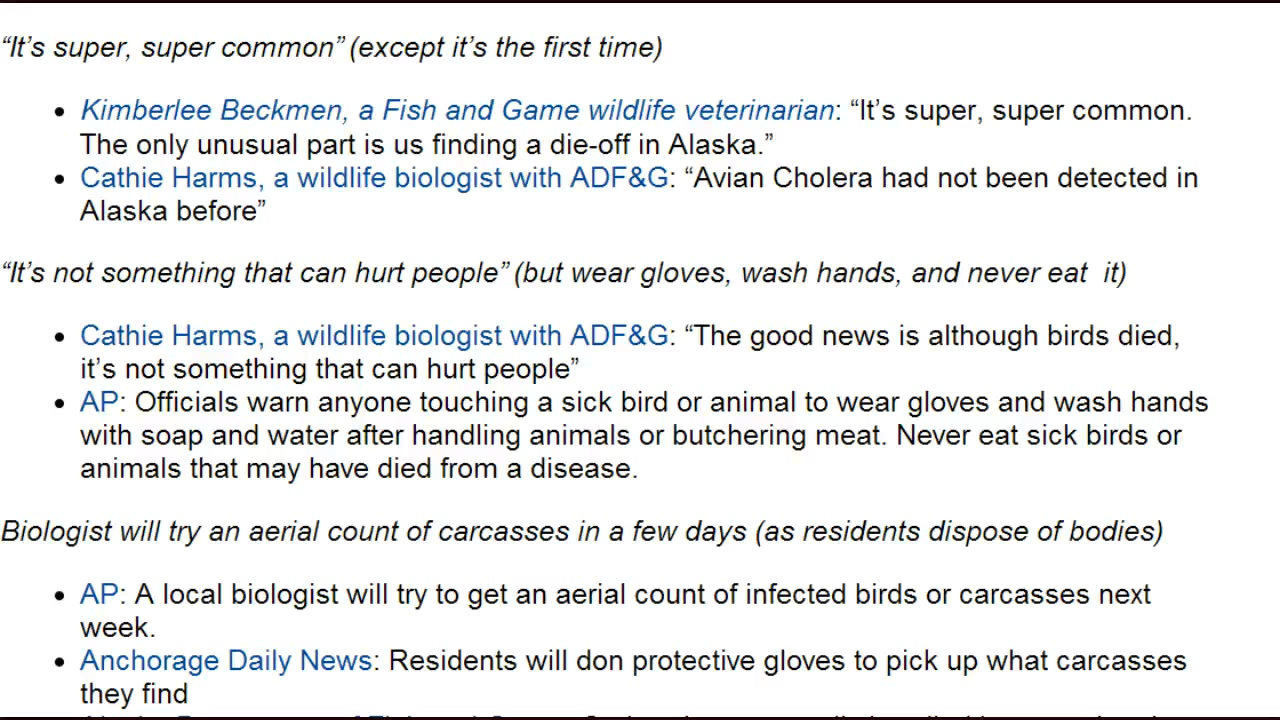 “It’s super, super common” (except it’s the first time)
Kimberlee Beckmen, a Fish and Game wildlife veterinarian: “It’s super, super common.
The only unusual part is us finding a die-off in Alaska.”
Cathie Harms, a wildlife biologist with ADF&G: “Avian Cholera had not been detected in
Alaska before”
“It’s not something that can hurt people” (but wear gloves, wash hands, and never eat it)
Cathie Harms, a wildlife biologist with ADF&G: “The good news is although birds died,
it’s not something that can hurt people”
AP: Officials warn anyone touching a sick bird or animal to wear gloves and wash hands
with soap and water after handling animals or butchering meat. Never eat sick birds or
animals that may have died from a disease.
Biologist will try an aerial count of carcasses in a few days (as residents dispose of bodies)
AP: A local biologist will try to get an aerial count of infected birds or carcasses next
week.
Anchorage Daily News: Residents will don protective gloves to pick up what carcasses
they find